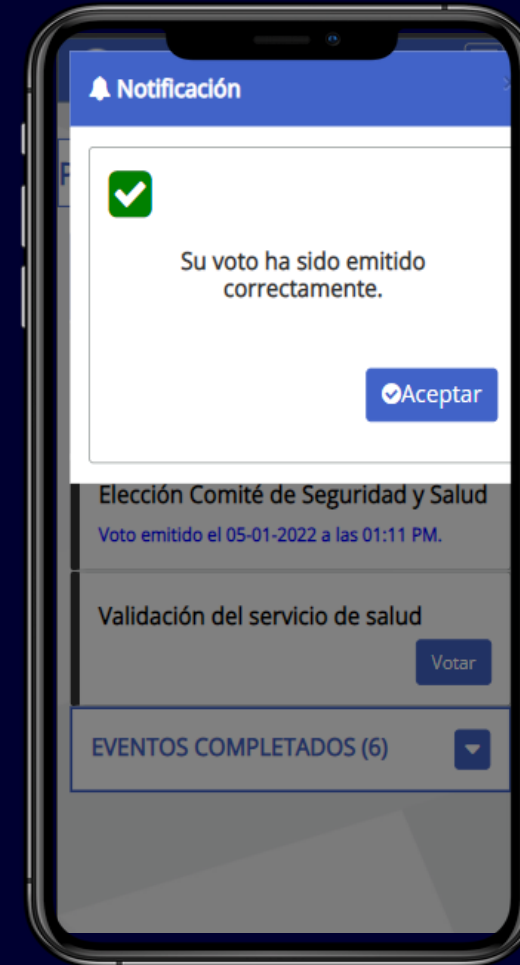 Notificación
Su voto ha sido emitido
correctamente.
Aceptar
Elección Comité de Seguridad y Salud
Voto emitido el 05-01-2022 a las 01:11 PM.
Validación del servicio de salud
Votar
EVENTOS COMPLETADOS (6)